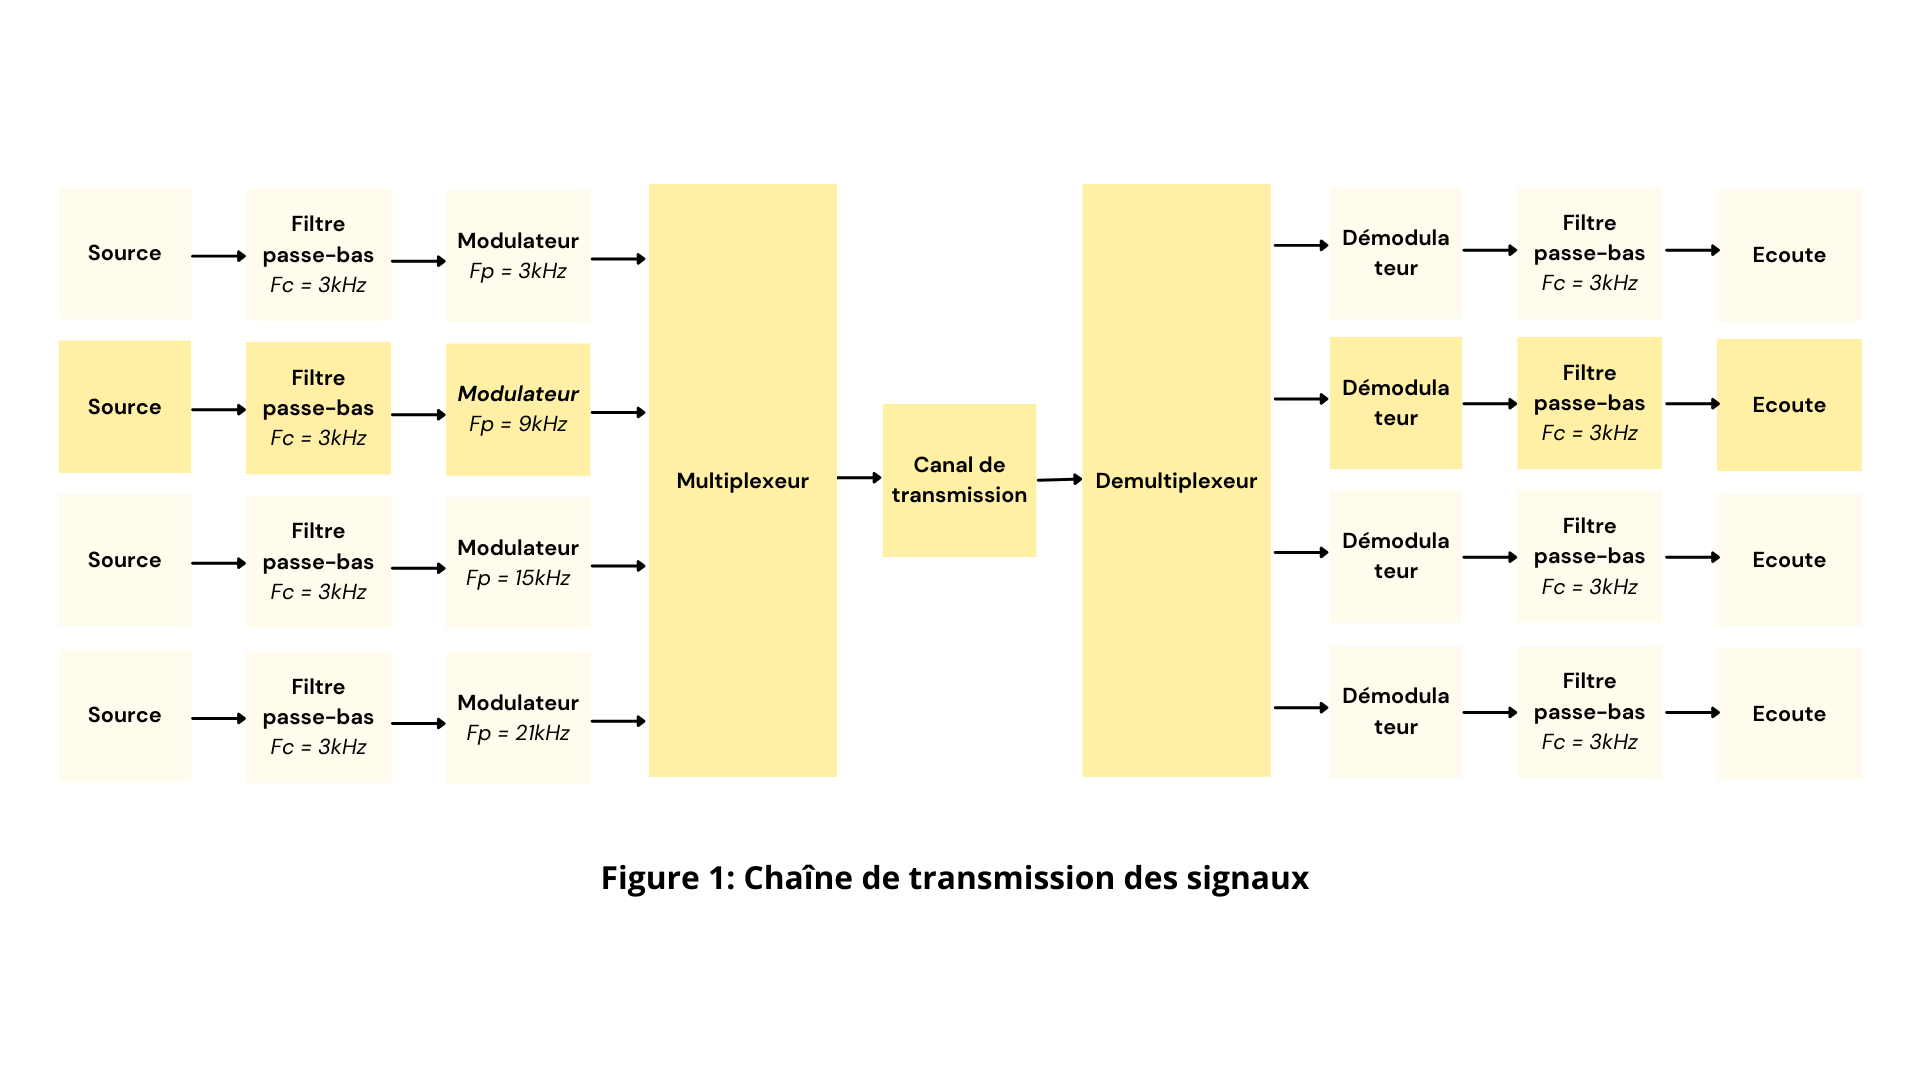 Source
Filtre
passe-bas
Fc = 3kHz
Modulateur
Fp = 3kHz
Source
Filtre
passe-bas
Fc = 3kHz
Modulateur
Fp = 9kHz
Source
Filtre
passe-bas
Fc = 3kHz
Modulateur
Fp = 15kHz
Source
Filtre
passe-bas
Fc = 3kHz
Modulateur
Fp = 21kHz
Multiplexeur
Canal de
transmission
Demultiplexeur
Démodula
teur
Filtre
passe-bas
Fc = 3kHz
Ecoute
Démodula
teur
Filtre
passe-bas
Fc = 3kHz
Ecoute
Démodula
teur
Filtre
passe-bas
Fc = 3kHz
Ecoute
Démodula
teur
Filtre
passe-bas
Fc = 3kHz
Ecoute
Figure 1: Chaîne de transmission des signaux